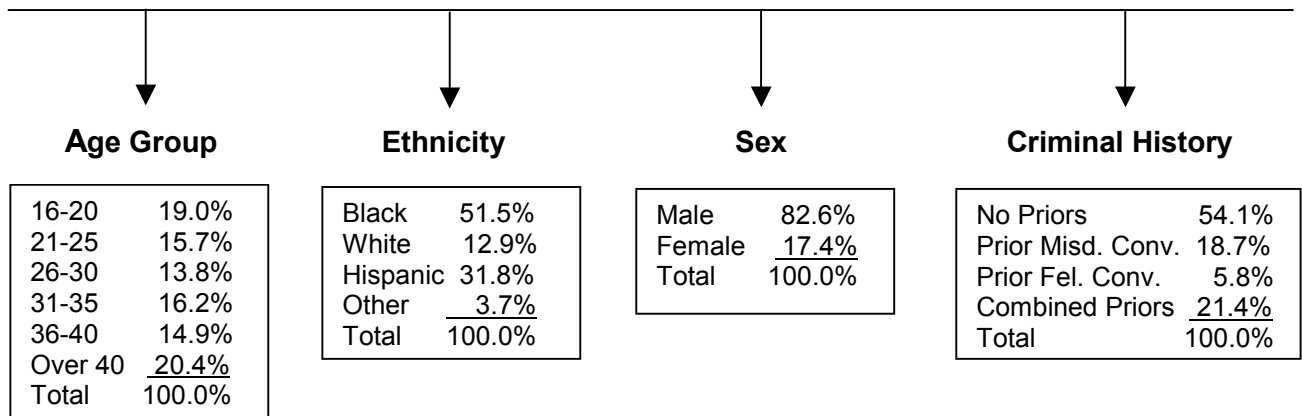 Age Group
16-20 19.0%
21-25 15.7%
26-30 13.8%
31-35 16.2%
36-40 14.9%
Over 40 20.4%
Total 100.0%
Ethnicity
Black 51.5%
White 12.9%
Hispanic 31.8%
Other 3.7%
Total 100.0%
Sex
Male 82.6%
Female 17.4%
Total 100.0%
Criminal History
No Priors 54.1%
Prior Misd. Conv. 18.7%
Prior Fel. Conv. 5.8%
Combined Priors 21.4%
Total 100.0%